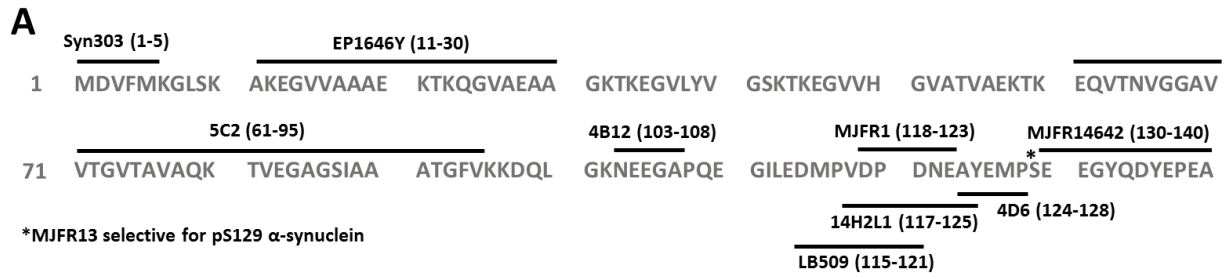 A
Syn303 (1-5) EP1646Y (11-30)
1 MDVFMKGLSK AKEGVVAAAE KTKQGVAEAA GKTKEGVLYV GSKTKEGVVH GVATVAEKTK EQVTNVGGAV
5C2 (61-95) 4B12 (103-108) MJFR1 (118-123) MJFR14642 (130-140)
*
71 VTGVTAVAQK TVEGAGSIAA ATGFVKKDQL GKNEEGAPQE GILEDMPVDP DNEAYEMPSE EGYQDYEPEA
14H2L1 (117-125) 4D6 (124-128)
*MJFR13 selective for pS129 α-synuclein
LB509 (115-121)